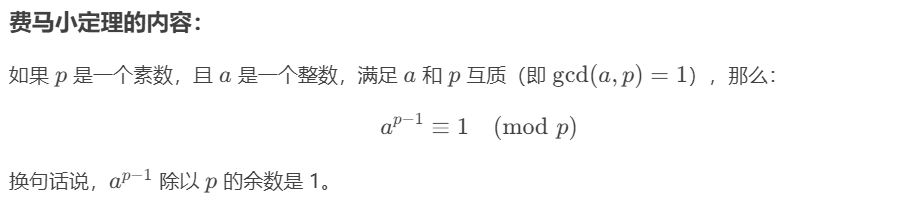 费马小定理的内容：
如果 p 是一个素数，且 a 是一个整数，满足 a 和 p 互质（即 gcd(a, p) = 1），那么：
a^{p−1} ≡ 1 (mod p)
换句话说，a^{p−1} 除以 p 的余数是 1。